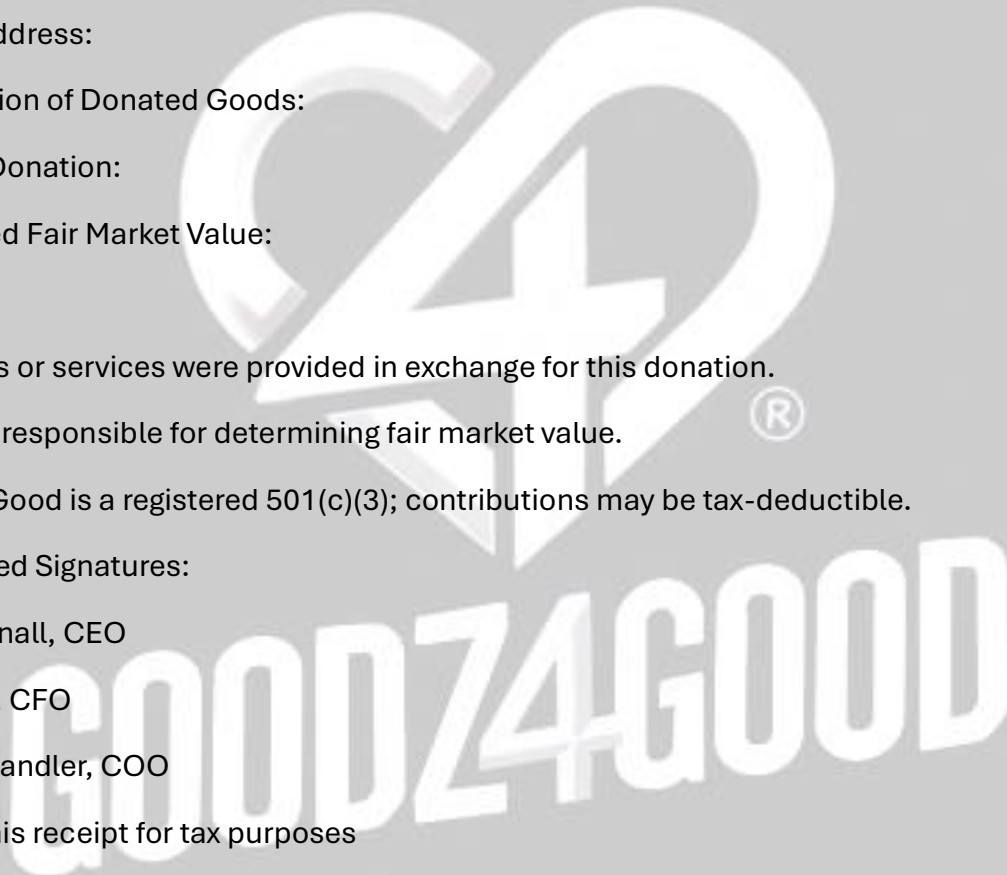 ddress:
ion of Donated Goods:
Donation:
ed Fair Market Value:
s or services were provided in exchange for this donation.
®
responsible for determining fair market value.
Good is a registered 501(c)(3); contributions may be tax-deductible.
ed Signatures:
nall, CEO
CFO
andler, COO
GOODZ4GOOD
his receipt for tax purposes